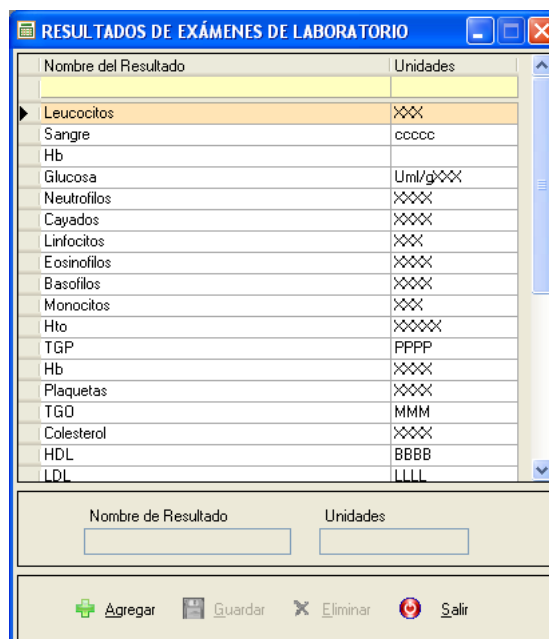 RESULTADOS DE EXÁMENES DE LABORATORIO
Nombre del Resultado Unidades
Leucocitos XXX
Sangre ccccc
Hb
Glucosa Uml/gXXX
Neutrofilos XXXX
Cayados XXXX
Linfocitos XXX
Eosinofilos XXXX
Basofilos XXXX
Monocitos XXX
Hto XXXXX
TGP PPPP
Hb XXXX
Plaquetas XXXX
TGO MMM
Colesterol XXXX
HDL BBBB
LDL LLLL
Nombre de Resultado Unidades
Agregar Guardar Eliminar Salir